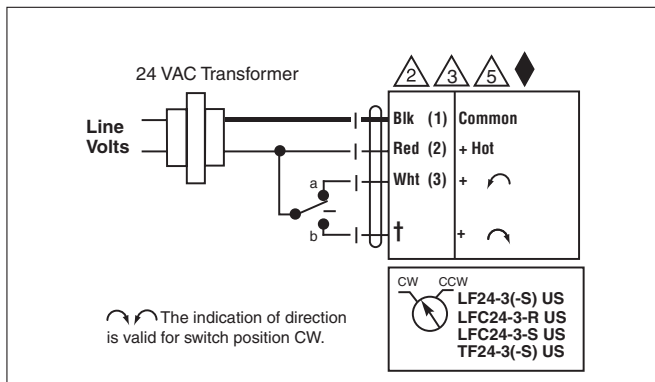 24 VAC Transformer
2 3 5
Line
Volts
Blk (1) Common
Red (2) + Hot
a
Wht (3) +
b
† +
CW CCW
LF24-3(-S) US
LFC24-3-R US
LFC24-3-S US
TF24-3(-S) US
The indication of direction
is valid for switch position CW.